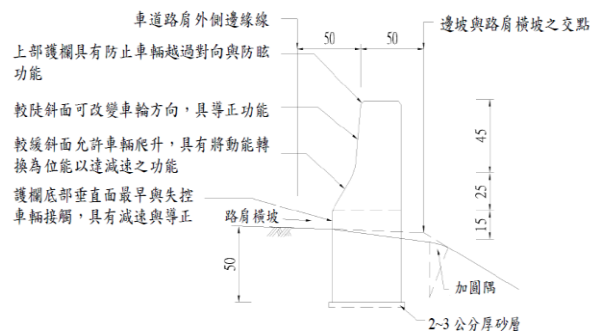 車道路肩外側邊緣線
50
50
邊坡與路肩橫坡之交點
上部護欄具有防止車輛越過對向與防眩
功能
較陡斜面可改變車輪方向，具導正功能
較緩斜面允許車輛爬升，具有將動能轉
換為位能以達減速之功能
護欄底部垂直面最早與失控
車輛接觸，具有減速與導正
路肩橫坡
45
25
15
50
加圓隅
2~3 公分厚砂層